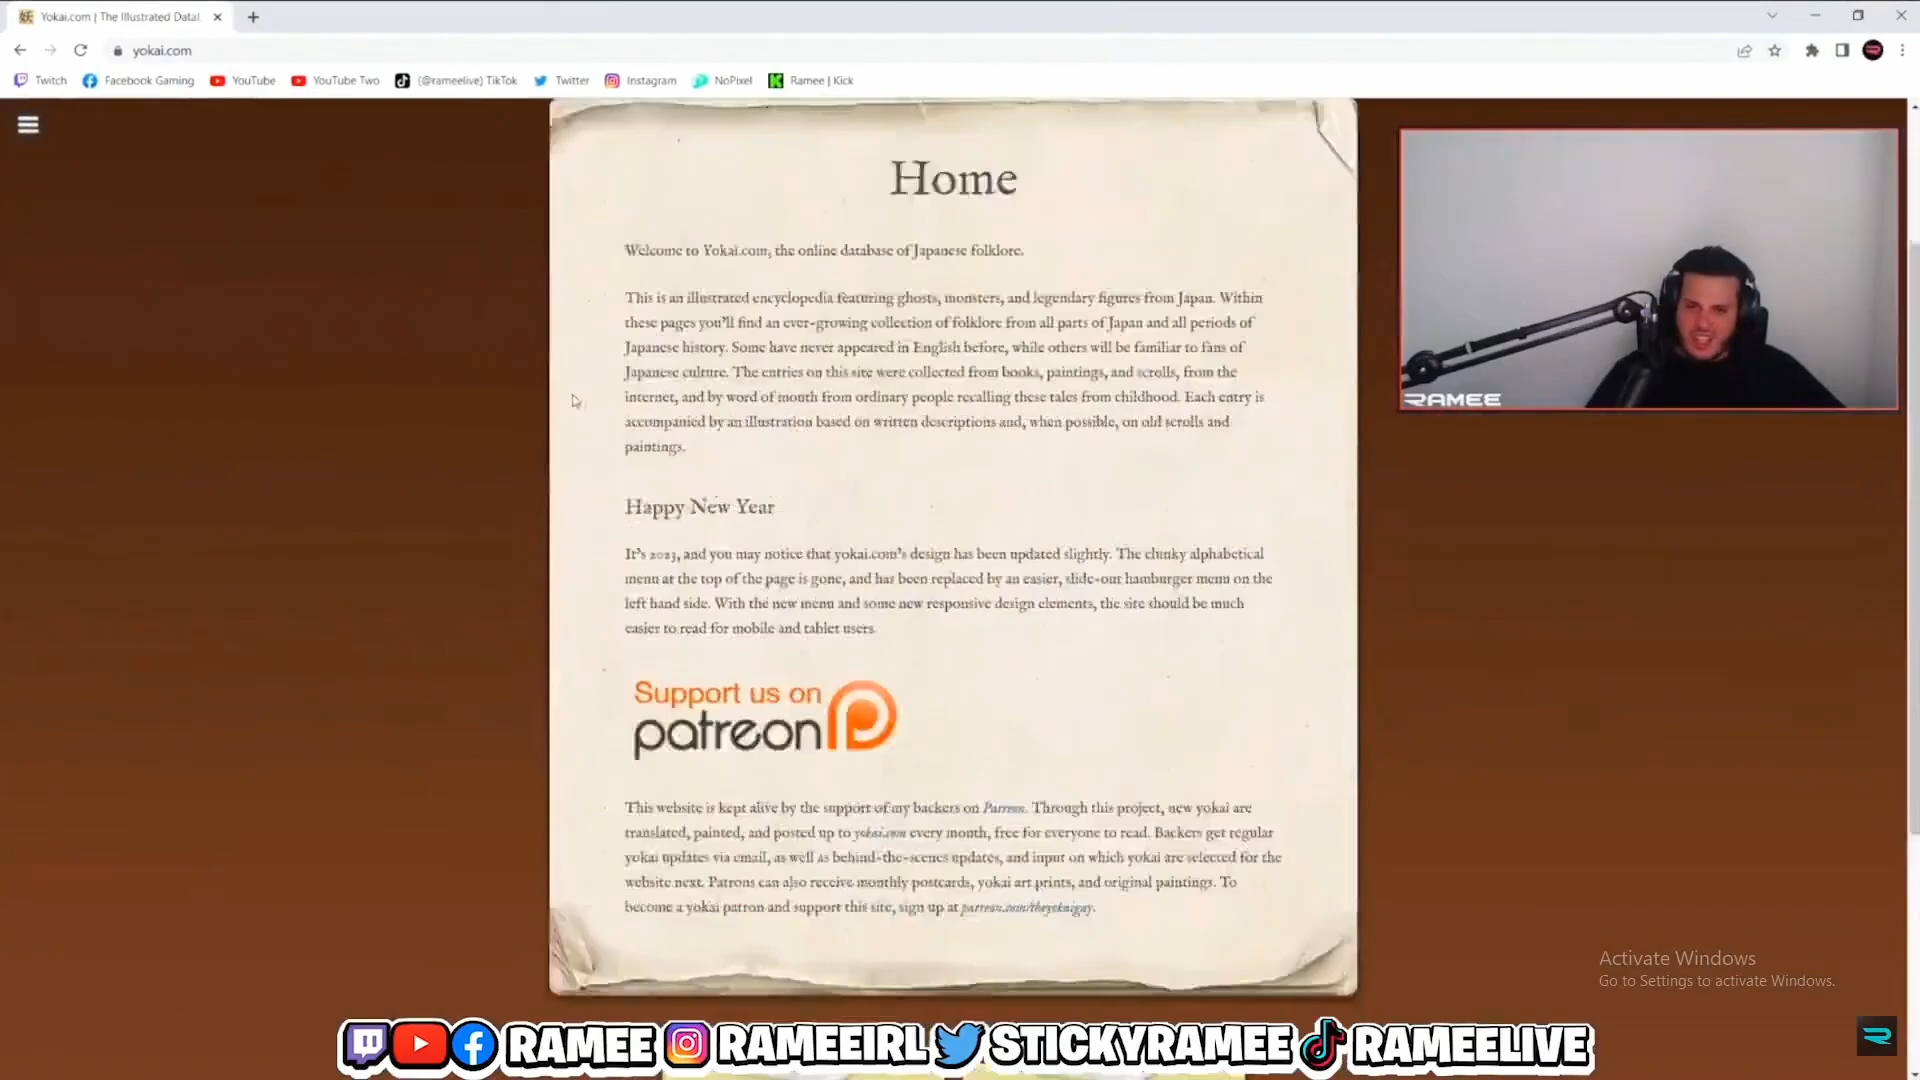 Yokai.com | The Illustrated Datal
yokai.com
Twitch Facebook Gaming YouTube YouTube Two (@rameelive) TikTok Twitter Instagram NoPixel Ramee | Kick
Home
Welcome to Yokai.com, the online database of Japanese folklore.
This is an illustrated encyclopedia featuring ghosts, monsters, and legendary figures from Japan. Within
these pages you'll find an ever-growing collection of folklore from all parts of Japan and all periods of
Japanese history. Some have never appeared in English before, while others will be familiar to fans of
Japanese culture. The entries on this site were collected from books, paintings, and scrolls, from the
internet, and by word of mouth from ordinary people recalling these tales from childhood. Each entry is
accompanied by an illustration based on written descriptions and, when possible, on old scrolls and
paintings.
RAMEE
Happy New Year
It's 2023, and you may notice that yokai.com's design has been updated slightly. The clunky alphabetical
menu at the top of the page is gone, and has been replaced by an easier, slide-out hamburger menu on the
left hand side. With the new menu and some new responsive design elements, the site should be much
easier to read for mobile and tablet users.
Support us on
patreon
This website is kept alive by the support of my backers on Patreon. Through this project, new yokai are
translated, painted, and posted up to yokai.com every month, free for everyone to read. Backers get regular
yokai updates via email, as well as behind-the-scenes updates, and input on which yokai are selected for the
website next. Patrons can also receive monthly postcards, yokai art prints, and original paintings. To
become a yokai patron and support this site, sign up at patreon.com/theyokaiguy.
Activate Windows
Go to Settings to activate Windows.
RAMEE RAMEEIRL STICKYRAMEE RAMEELIVE